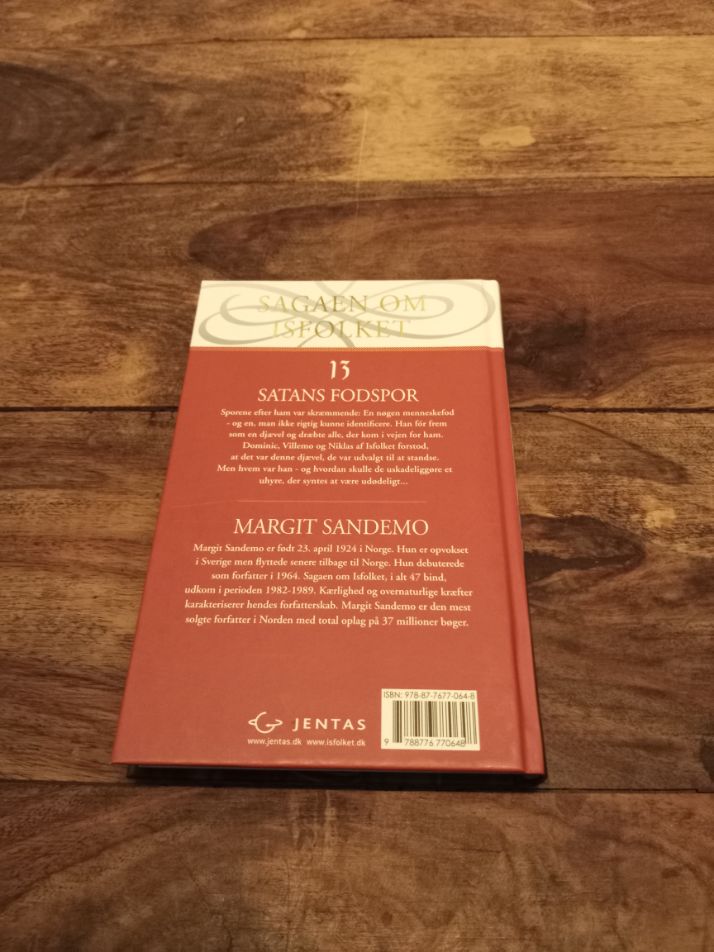 SAGAEN OM
ISFOLKET
13
SATANS FODSPOR
Sporene efter ham var skræmmende: En nøgen menneskefod
- og en, man ikke rigtig kunne identificere. Han fór frem
som en djævel og dræbte alle, der kom i vejen for ham.
Dominic, Villemo og Niklas af Isfolket forstod,
at det var denne djævel, de var udvalgt til at standse.
Men hvem var han - og hvordan skulle de uskadeliggøre et
uhyre, der syntes at være udødeligt...
MARGIT SANDEMO
Margit Sandemo er født 23. april 1924 i Norge. Hun er opvokset
i Sverige men flyttede senere tilbage til Norge. Hun debuterede
som forfatter i 1964. Sagaen om Isfolket, i alt 47 bind,
udkom i perioden 1982-1989. Kærlighed og overnaturlige kræfter
karakteriserer hendes forfatterskab. Margit Sandemo er den mest
solgte forfatter i Norden med total oplag på 37 millioner bøger.
ISBN: 978-87-7677-064-8
JENTAS
www.jentas.dk www.isfolket.dk
9 788776 770648